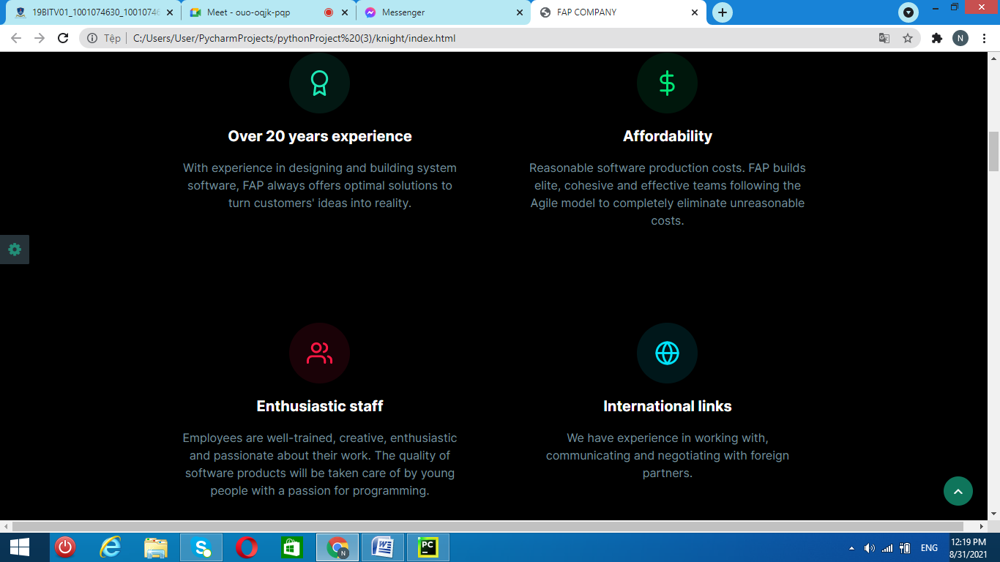 19BITV01_1001074630_10010746
Meet - ouo-oqjk-pqp
Messenger
FAP COMPANY
Tệp
C:/Users/User/PycharmProjects/pythonProject%20(3)/knight/index.html
N
Over 20 years experience
With experience in designing and building system
software, FAP always offers optimal solutions to
turn customers' ideas into reality.
Affordability
Reasonable software production costs. FAP builds
elite, cohesive and effective teams following the
Agile model to completely eliminate unreasonable
costs.
Enthusiastic staff
Employees are well-trained, creative, enthusiastic
and passionate about their work. The quality of
software products will be taken care of by young
people with a passion for programming.
International links
We have experience in working with,
communicating and negotiating with foreign
partners.
N
PC
ENG
12:19 PM
8/31/2021